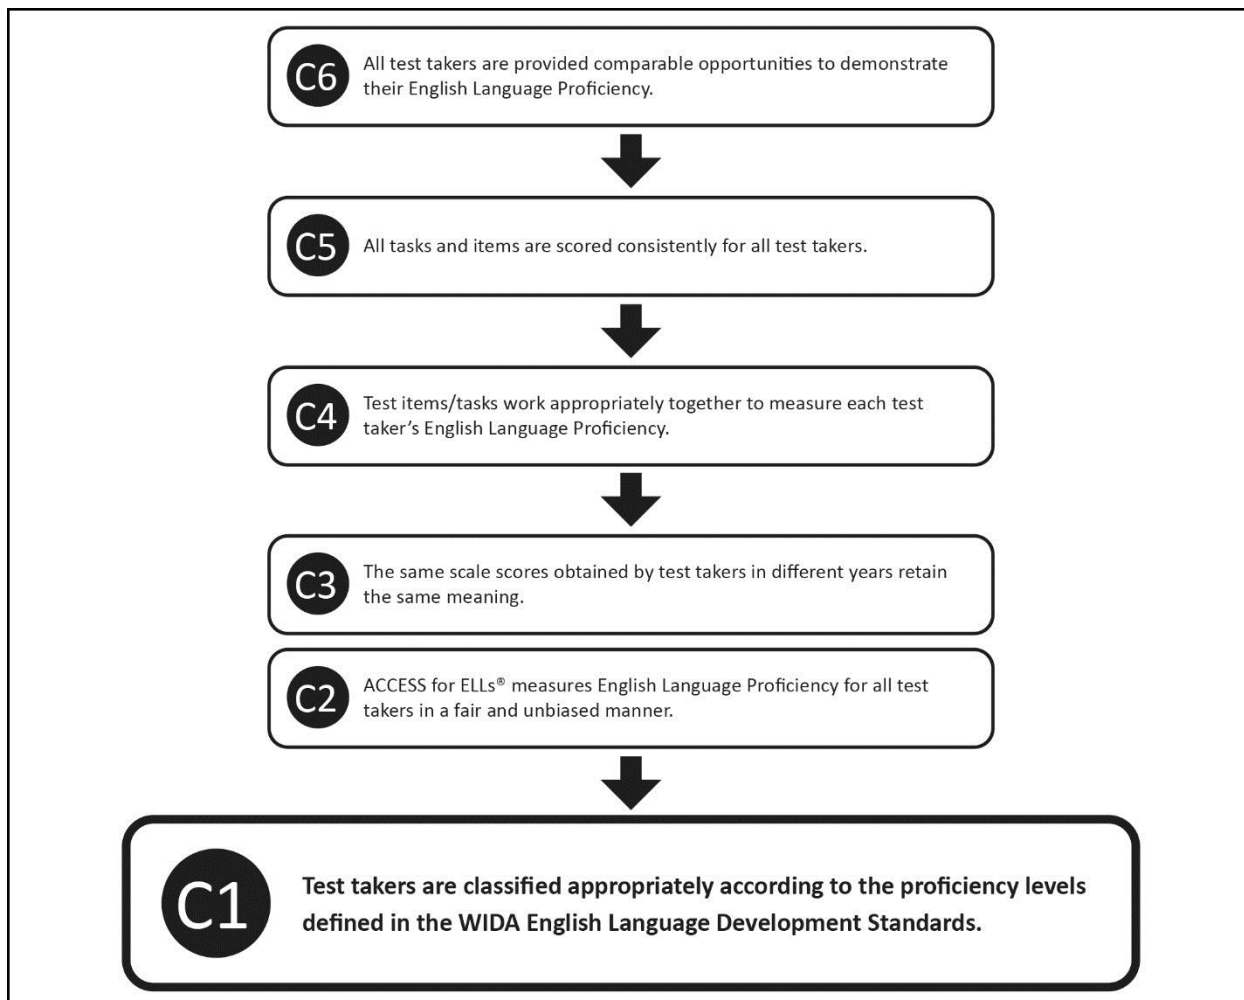 C6
All test takers are provided comparable opportunities to demonstrate
their English Language Proficiency.
C5
All tasks and items are scored consistently for all test takers.
C4
Test items/tasks work appropriately together to measure each test
taker’s English Language Proficiency.
C3
The same scale scores obtained by test takers in different years retain
the same meaning.
C2
ACCESS for ELLs® measures English Language Proficiency for all test
takers in a fair and unbiased manner.
C1
Test takers are classified appropriately according to the proficiency levels
defined in the WIDA English Language Development Standards.